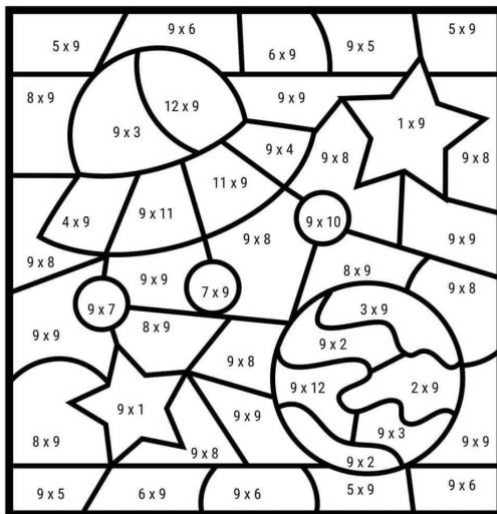 5 x 9
9 x 6
6 x 9
9 x 5
5 x 9
8 x 9
12 x 9
9 x 9
9 x 3
1 x 9
9 x 4
9 x 8
9 x 8
11 x 9
4 x 9
9 x 11
9 x 10
9 x 8
9 x 9
9 x 8
9 x 9
8 x 9
7 x 9
9 x 8
9 x 7
3 x 9
8 x 9
9 x 9
9 x 2
9 x 8
9 x 12
2 x 9
9 x 1
9 x 9
9 x 3
8 x 9
9 x 8
9 x 9
9 x 2
9 x 5
6 x 9
9 x 6
5 x 9
9 x 6